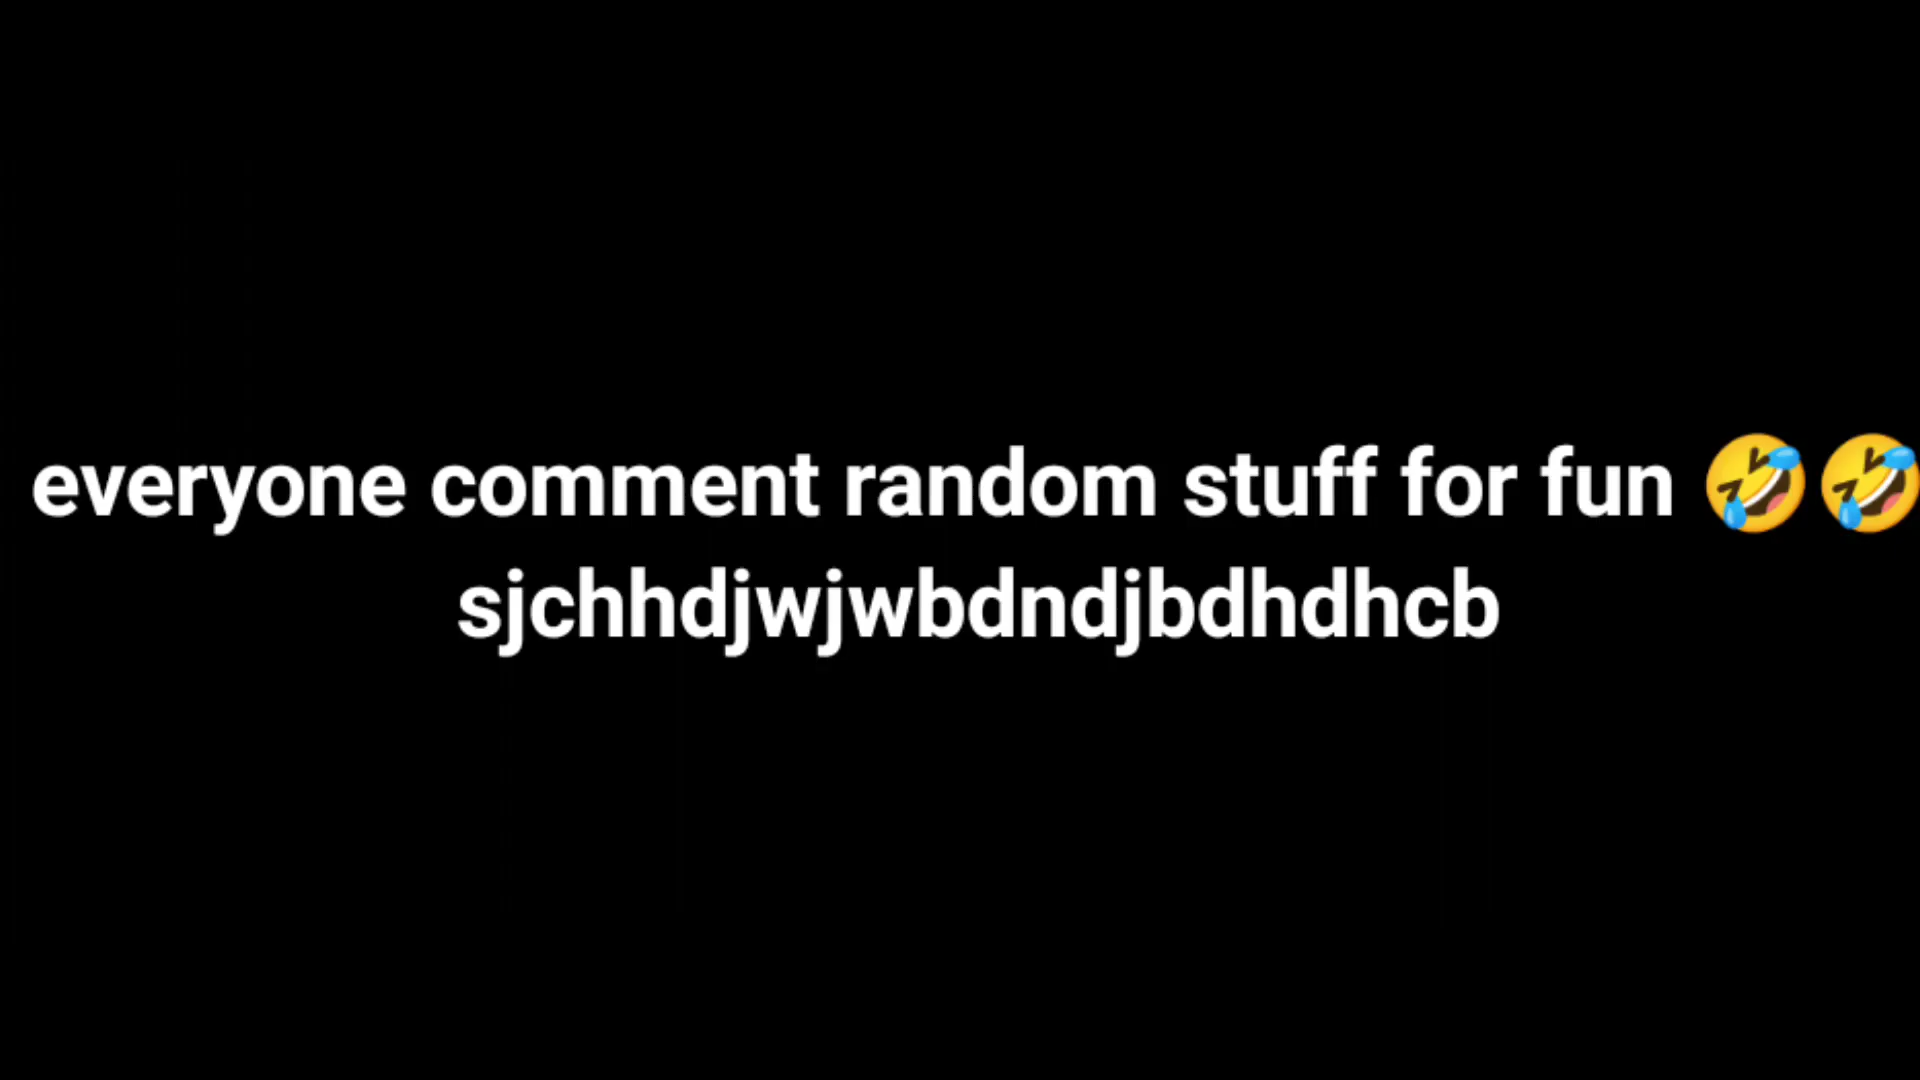 everyone comment random stuff for fun 🤣🤣
sjchhdjwjwbdndjbdhdhcb